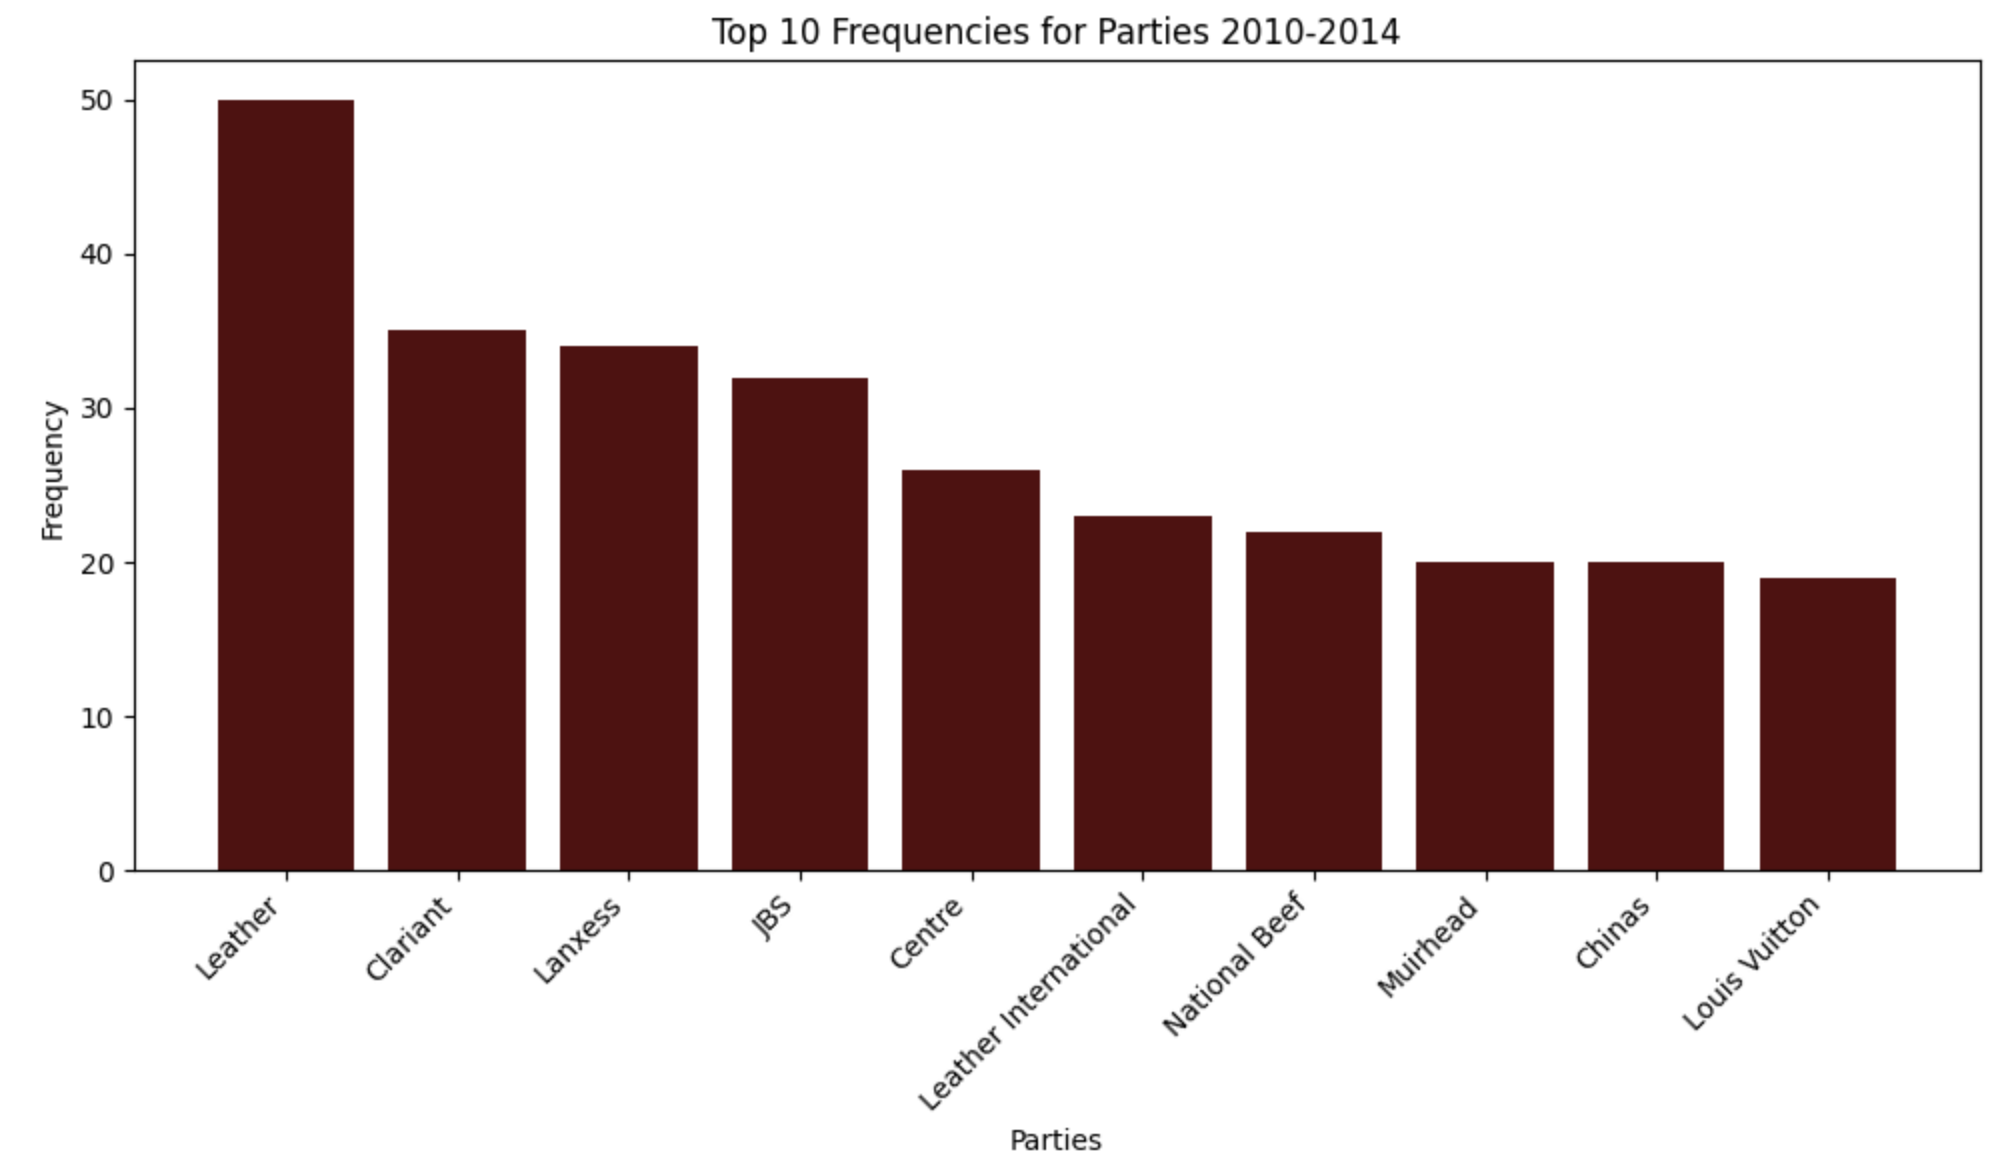 Top 10 Frequencies for Parties 2010-2014
Frequency
50
40
30
20
10
0
Leather
Clariant
Lanxess
JBS
Centre
Leather International
National Beef
Muirhead
Chinas
Louis Vuitton
Parties